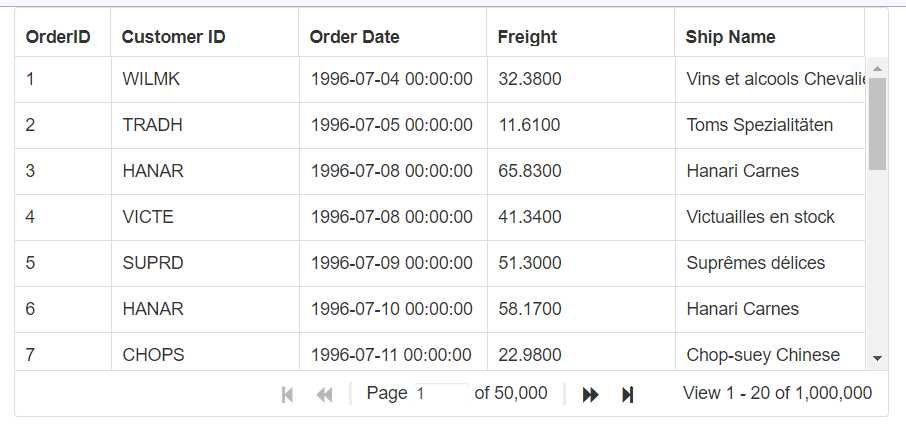 OrderID Customer ID Order Date Freight Ship Name
1 WILMK 1996-07-04 00:00:00 32.3800 Vins et alcools Chevalie
2 TRADH 1996-07-05 00:00:00 11.6100 Toms Spezialitäten
3 HANAR 1996-07-08 00:00:00 65.8300 Hanari Carnes
4 VICTE 1996-07-08 00:00:00 41.3400 Victuailles en stock
5 SUPRD 1996-07-09 00:00:00 51.3000 Suprêmes délices
6 HANAR 1996-07-10 00:00:00 58.1700 Hanari Carnes
7 CHOPS 1996-07-11 00:00:00 22.9800 Chop-suey Chinese
Page 1 of 50,000 View 1 - 20 of 1,000,000